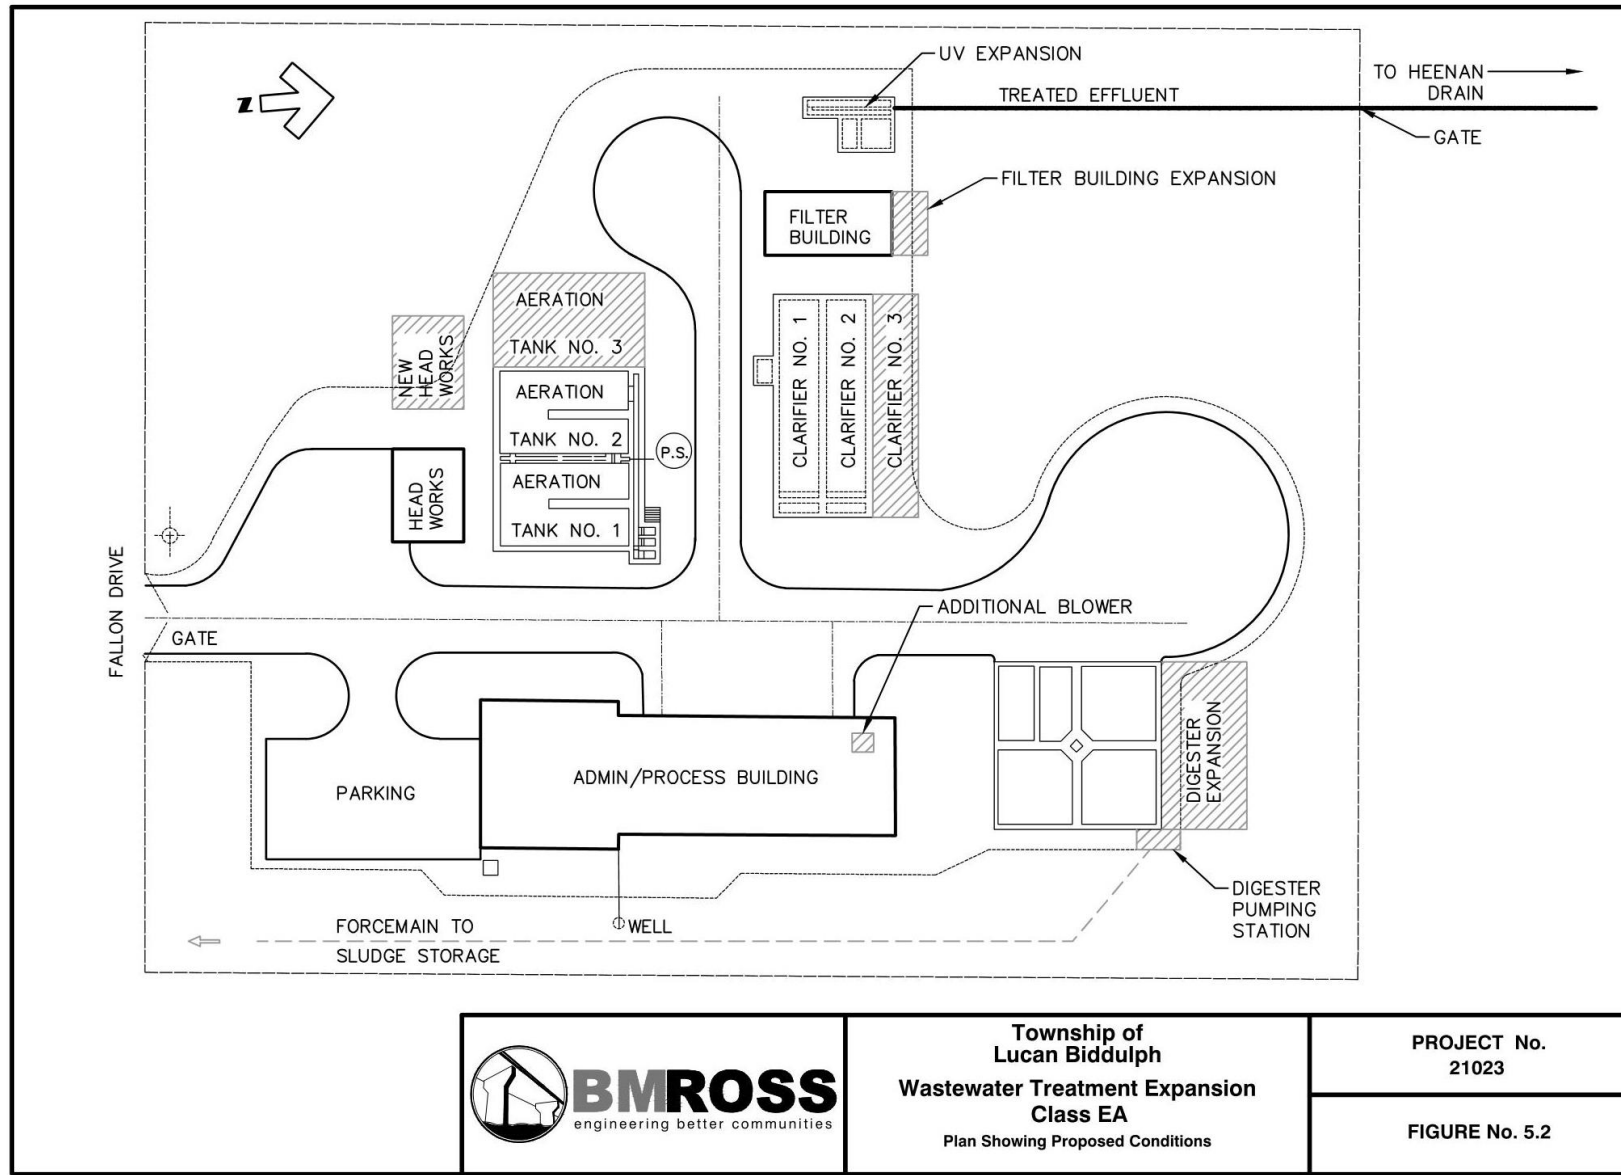 UV EXPANSION
TO HEENAN
DRAIN
TREATED EFFLUENT
GATE
N
FILTER BUILDING EXPANSION
FILTER
BUILDING
AERATION
TANK NO. 3
NEW
HEAD
WORKS
AERATION
TANK NO. 2
P.S.
AERATION
TANK NO. 1
HEAD
WORKS
CLARIFIER NO. 1
CLARIFIER NO. 2
CLARIFIER NO. 3
FALLON DRIVE
GATE
ADDITIONAL BLOWER
PARKING
ADMIN/PROCESS BUILDING
DIGESTER
EXPANSION
DIGESTER
PUMPING
STATION
WELL
FORCEMAIN TO
SLUDGE STORAGE
BMROSS
engineering better communities
Township of
Lucan Biddulph
Wastewater Treatment Expansion
Class EA
Plan Showing Proposed Conditions
PROJECT No.
21023
FIGURE No. 5.2